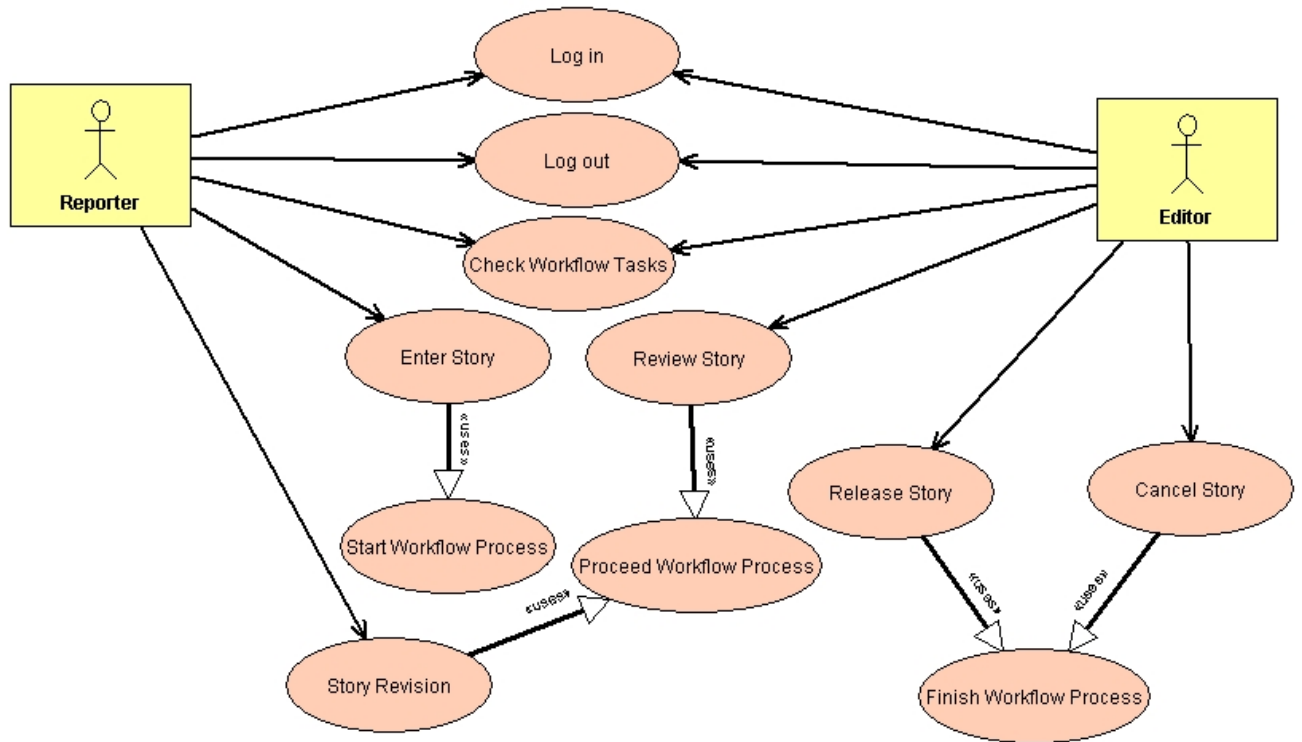 Log in
Reporter
Log out
Editor
Check Workflow Tasks
Enter Story
Review Story
«uses»
«uses»
Release Story
Cancel Story
Start Workflow Process
Proceed Workflow Process
«uses»
«uses»
«uses»
Story Revision
Finish Workflow Process